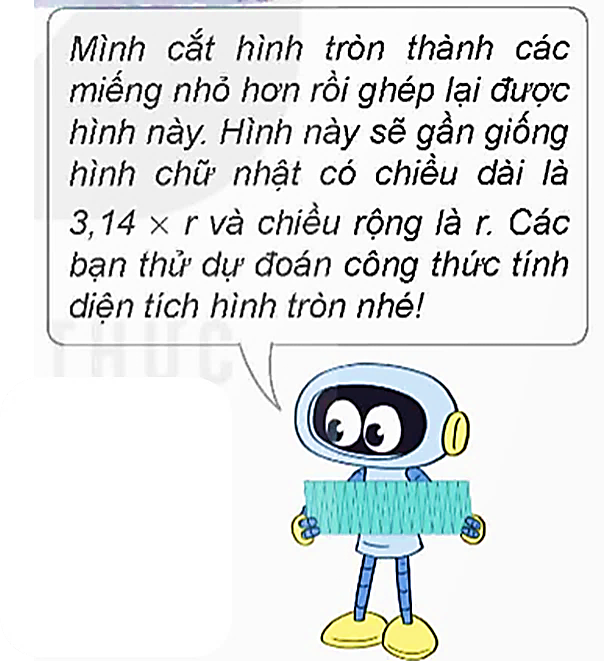 Mình cắt hình tròn thành các
miếng nhỏ hơn rồi ghép lại được
hình này. Hình này sẽ gần giống
hình chữ nhật có chiều dài là
3,14 × r và chiều rộng là r. Các
bạn thử dự đoán công thức tính
diện tích hình tròn nhé!
THỨC